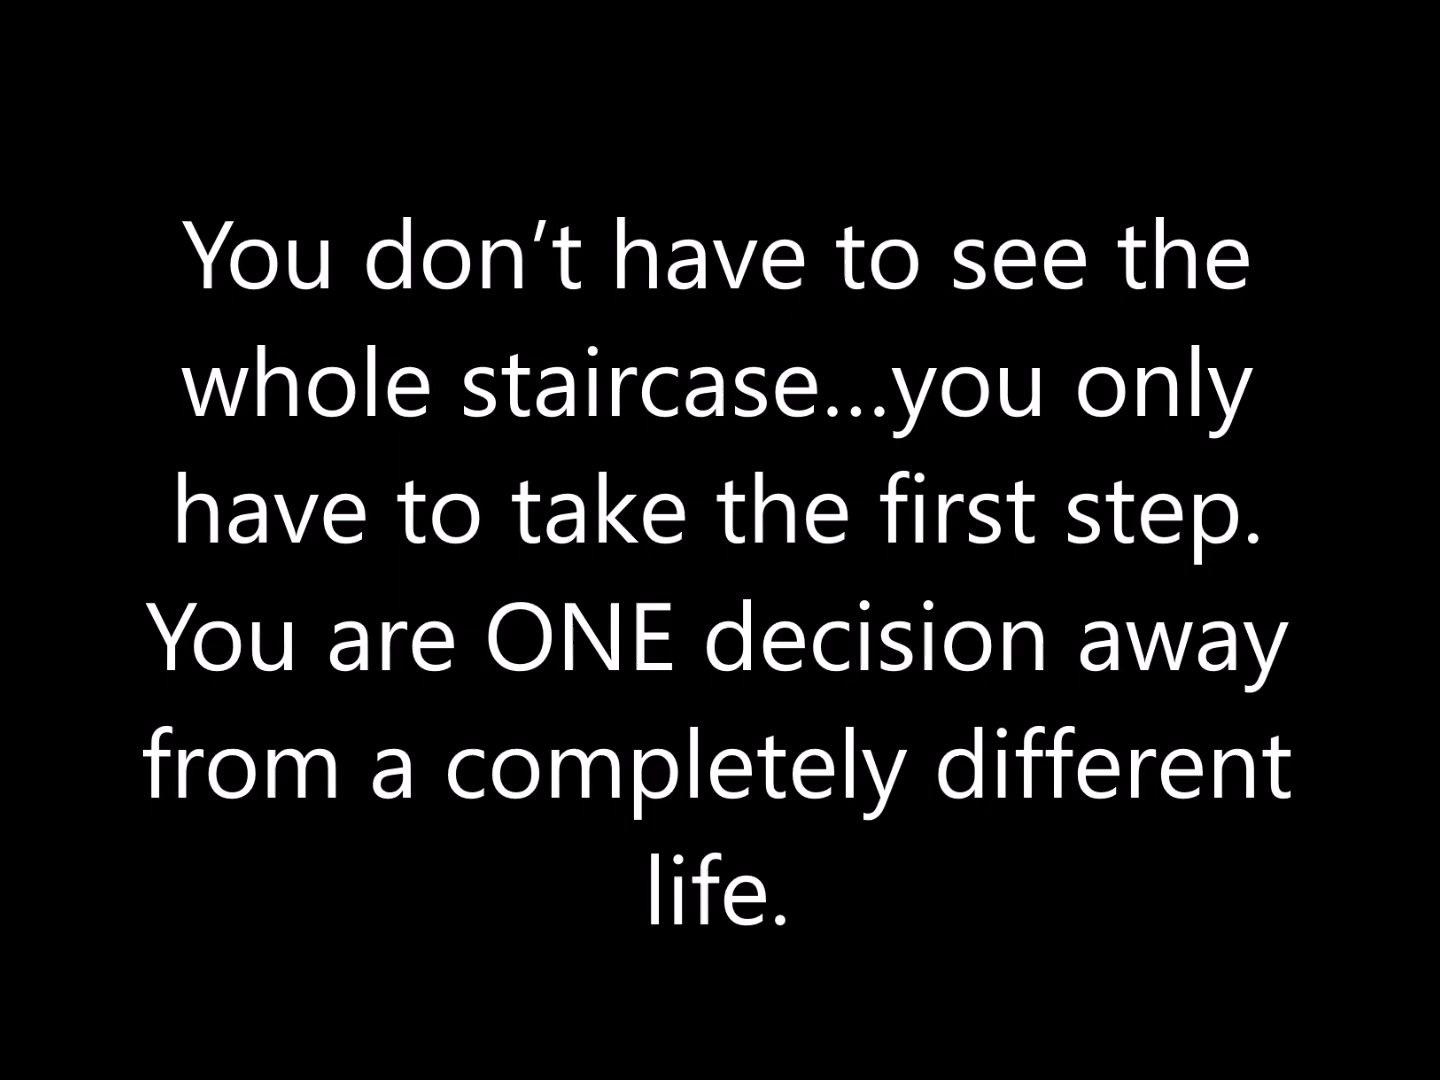 You don’t have to see the
whole staircase…you only
have to take the first step.
You are ONE decision away
from a completely different
life.